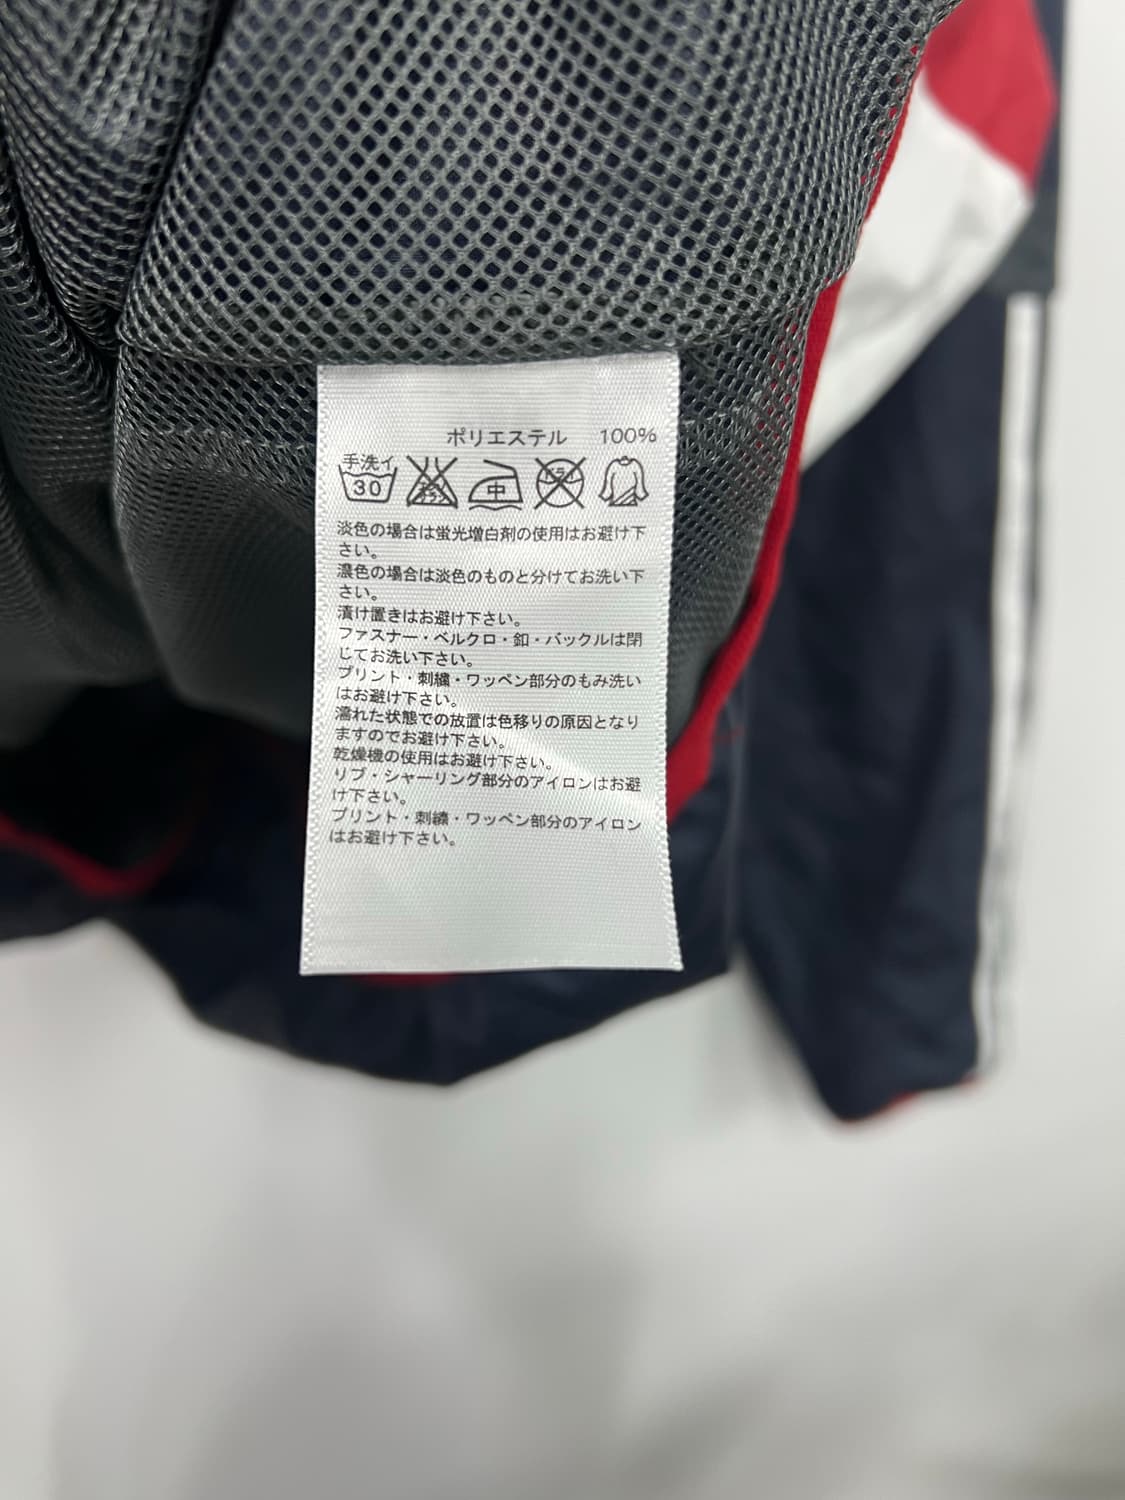 ポリエステル 100%
手洗イ
30 エンソ サラシ 中 ドライ
淡色の場合は蛍光増白剤の使用はお避け下
さい。
濃色の場合は淡色のものと分けてお洗い下
さい。
漬け置きはお避け下さい。
ファスナー・ベルクロ・釦・バックルは閉
じてお洗い下さい。
プリント・刺繍・ワッペン部分のもみ洗い
はお避け下さい。
濡れた状態での放置は色移りの原因となり
ますのでお避け下さい。
乾燥機の使用はお避け下さい。
リブ・シャーリング部分のアイロンはお避
け下さい。
プリント・刺繍・ワッペン部分のアイロン
はお避け下さい。